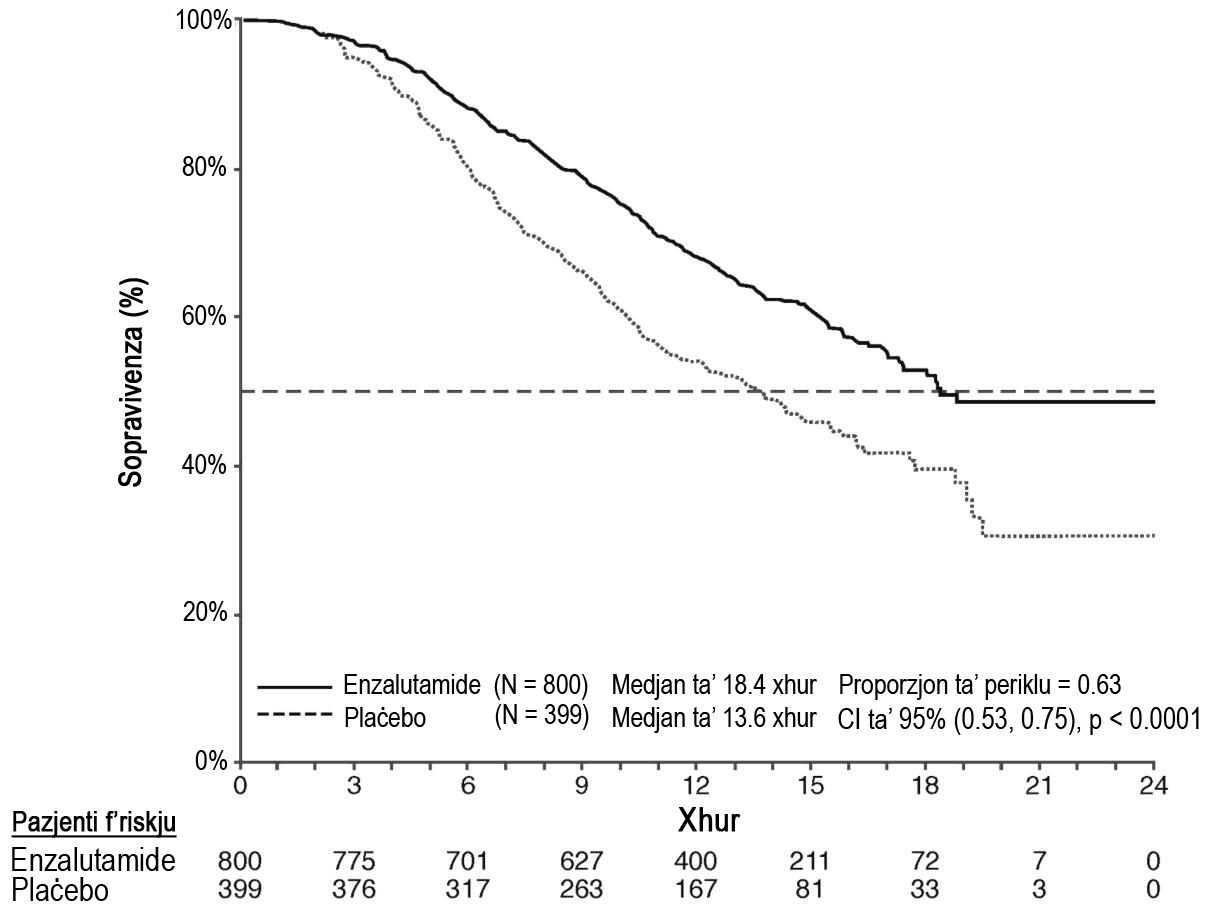 100%
80%
60%
40%
20%
0%
Sopravivenza (%)
Enzalutamide (N = 800) Medjan ta’ 18.4 xhur Proporzjon ta’ periklu = 0.63
Plaċebo (N = 399) Medjan ta’ 13.6 xhur CI ta’ 95% (0.53, 0.75), p < 0.0001
0 3 6 9 12 15 18 21 24
Xhur
Pazjenti f’riskju
Enzalutamide 800 775 701 627 400 211 72 7 0
Plaċebo 399 376 317 263 167 81 33 3 0